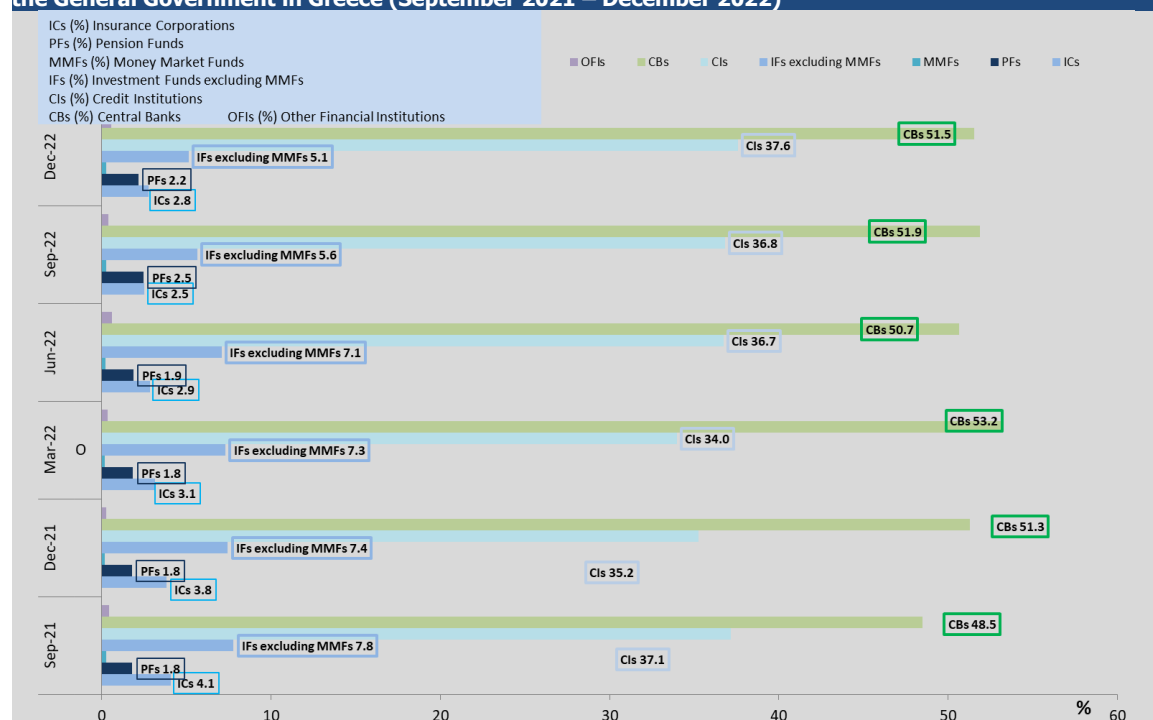 the General Government in Greece (September 2021 – December 2022)
ICs (%) Insurance Corporations
PFs (%) Pension Funds
MMFs (%) Money Market Funds
IFs (%) Investment Funds excluding MMFs
CIs (%) Credit Institutions
CBs (%) Central Banks OFIs (%) Other Financial Institutions
OFIs CBs CIs IFs excluding MMFs MMFs PFs ICs
Dec-22
CBs 51.5
CIs 37.6
IFs excluding MMFs 5.1
PFs 2.2
ICs 2.8
Sep-22
CBs 51.9
CIs 36.8
IFs excluding MMFs 5.6
PFs 2.5
ICs 2.5
Jun-22
CBs 50.7
CIs 36.7
IFs excluding MMFs 7.1
PFs 1.9
ICs 2.9
Mar-22
O
CBs 53.2
CIs 34.0
IFs excluding MMFs 7.3
PFs 1.8
ICs 3.1
Dec-21
CBs 51.3
IFs excluding MMFs 7.4
CIs 35.2
PFs 1.8
ICs 3.8
Sep-21
CBs 48.5
IFs excluding MMFs 7.8
CIs 37.1
PFs 1.8
ICs 4.1
0 10 20 30 40 50 % 60